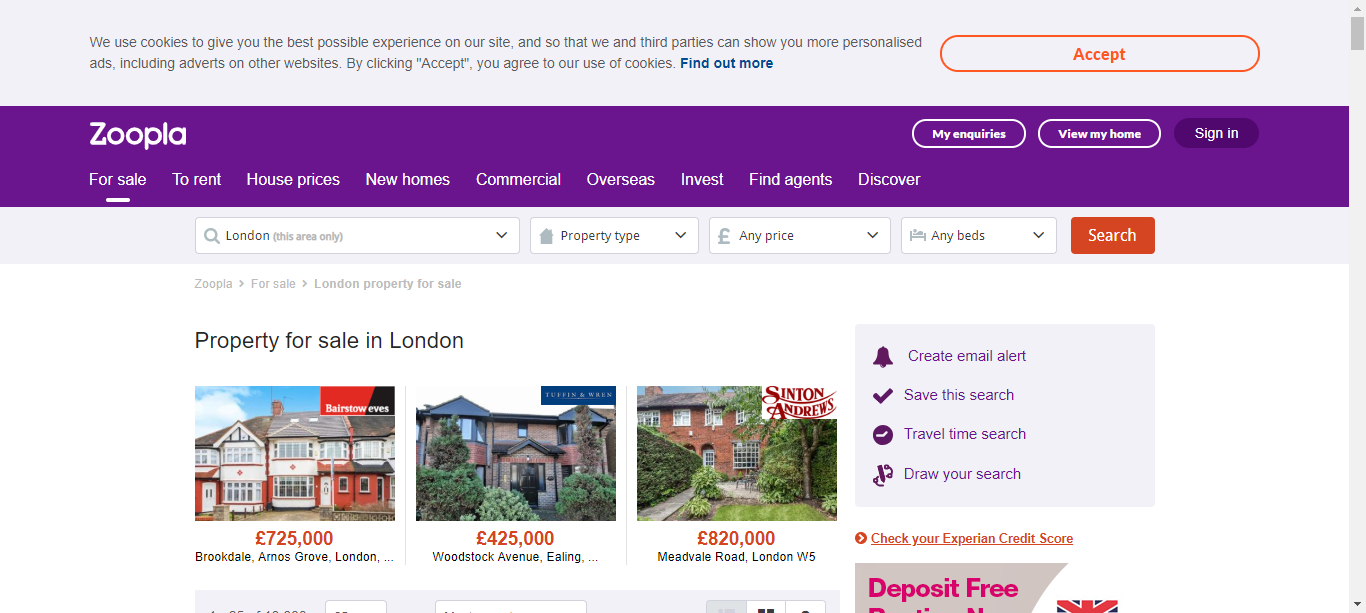 We use cookies to give you the best possible experience on our site, and so that we and third parties can show you more personalised
ads, including adverts on other websites. By clicking "Accept", you agree to our use of cookies. Find out more
Accept
Zoopla
My enquiries
View my home
Sign in
For sale
To rent
House prices
New homes
Commercial
Overseas
Invest
Find agents
Discover
London (this area only)
Property type
£ Any price
Any beds
Search
Zoopla > For sale > London property for sale
Property for sale in London
Bairstow eves
TUFFIN & WREN
SINTON
ANDREWS
£725,000
Brookdale, Arnos Grove, London, ...
£425,000
Woodstock Avenue, Ealing, ...
£820,000
Meadvale Road, London W5
Create email alert
Save this search
Travel time search
Draw your search
Check your Experian Credit Score
Deposit Free